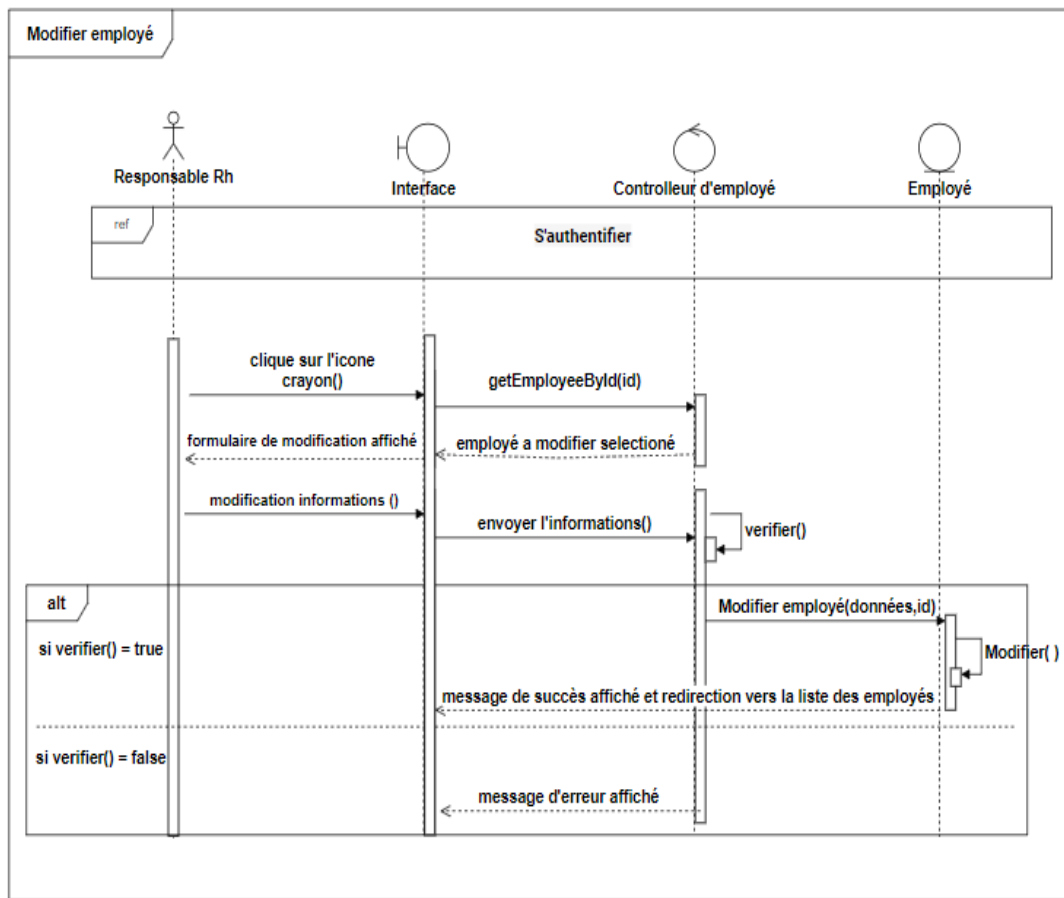 Modifier employé
Responsable Rh
Interface
Controlleur d'employé
Employé
ref
S'authentifier
clique sur l'icone
crayon()
getEmployeeById(id)
formulaire de modification affiché
employé a modifier selectioné
modification informations ()
envoyer l'informations()
verifier()
alt
Modifier employé(données,id)
si verifier() = true
Modifier( )
message de succès affiché et redirection vers la liste des employés
si verifier() = false
message d'erreur affiché